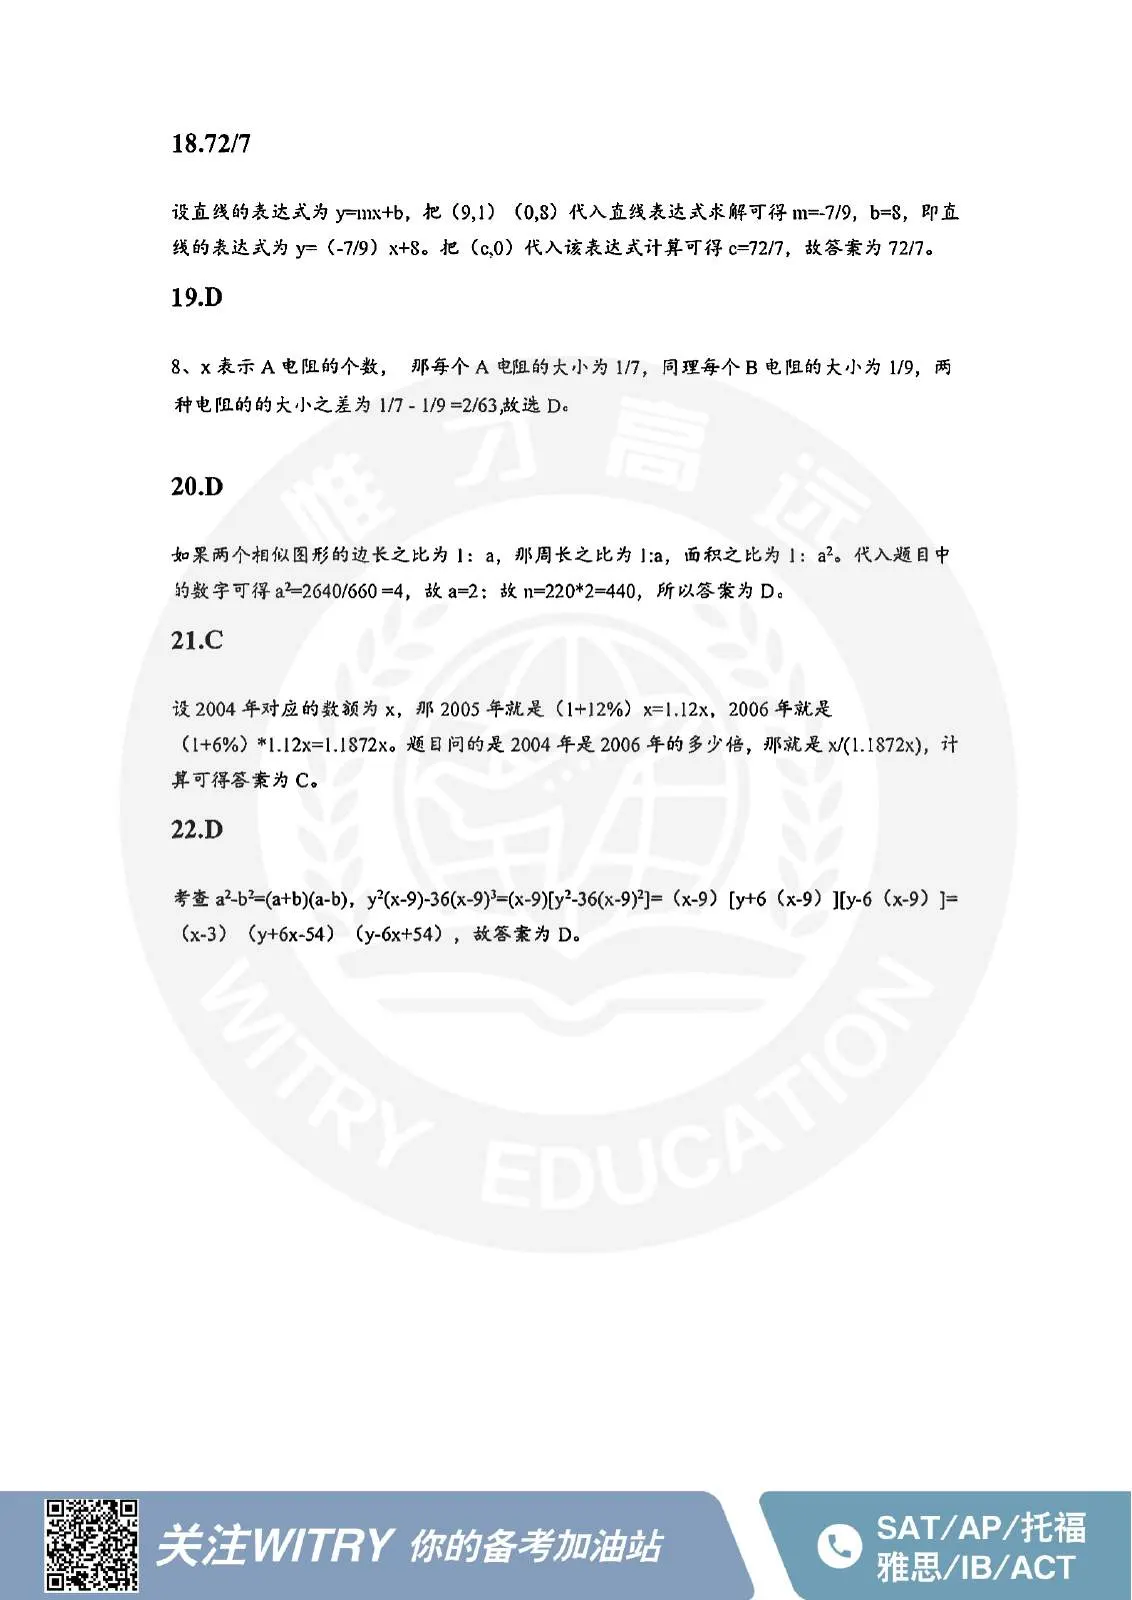 18.72/7
设直线的表达式为 y=mx+b，把（9,1）（0,8）代入直线表达式求解可得 m=-7/9，b=8，即直
线的表达式为 y=（-7/9）x+8。把（c,0）代入该表达式计算可得 c=72/7，故答案为 72/7。
19.D
8、x 表示 A 电阻的个数， 那每个 A 电阻的大小为 1/7，同理每个 B 电阻的大小为 1/9，两
种电阻的的大小之差为 1/7 - 1/9 =2/63,故选 D。
20.D
如果两个相似图形的边长之比为 1：a，那周长之比为 1:a，面积之比为 1：a²。代入题目中
的数字可得 a²=2640/660 =4，故 a=2；故 n=220*2=440，所以答案为 D。
21.C
设 2004 年对应的数额为 x，那 2005 年就是（1+12%）x=1.12x，2006 年就是
（1+6%）*1.12x=1.1872x。题目问的是 2004 年是 2006 年的多少倍，那就是 x/(1.1872x)，计
算可得答案为 C。
22.D
考查 a²-b²=(a+b)(a-b)，y²(x-9)-36(x-9)³=(x-9)[y²-36(x-9)²]=（x-9）[y+6（x-9）][y-6（x-9）]=
（x-3）（y+6x-54）（y-6x+54），故答案为 D。
惟才高远
WITRY EDUCATION
关注WITRY 你的备考加油站
SAT/AP/托福
雅思/IB/ACT